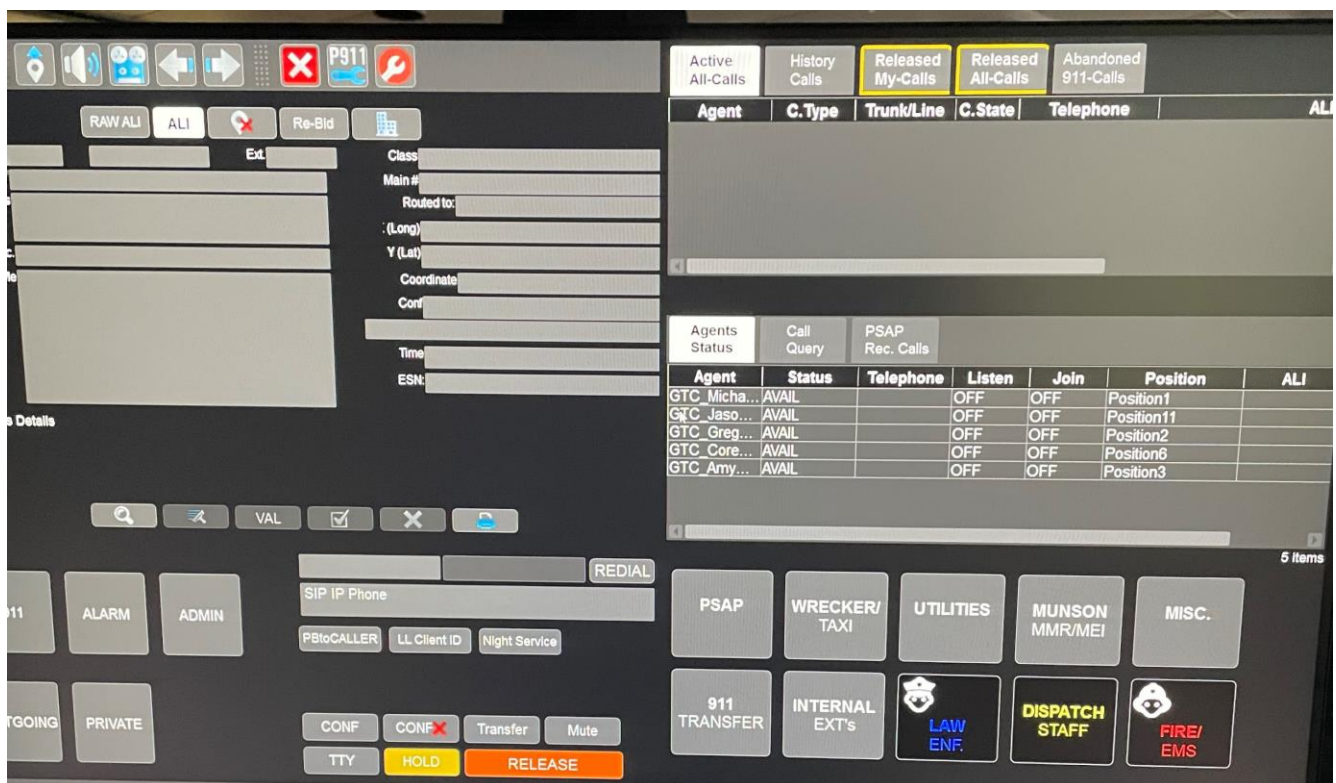 P911
RAW ALI
ALI
Re-Bid
Ext.
Class
Main #
Routed to:
(Long)
Y (Lat)
Coordinate
Conf
Time
ESN:
Details
VAL
REDIAL
SIP IP Phone
PBtoCALLER
LL Client ID
Night Service
ALARM
ADMIN
PRIVATE
CONF
CONF
Transfer
Mute
TTY
HOLD
RELEASE
Active
All-Calls
History
Calls
Released
My-Calls
Released
All-Calls
Abandoned
911-Calls
Agent C.Type Trunk/Line C.State Telephone ALI
Agents
Status
Call
Query
PSAP
Rec. Calls
Agent Status Telephone Listen Join Position ALI
GTC_Micha... AVAIL OFF OFF Position1
GTC_Jaso... AVAIL OFF OFF Position11
GTC_Greg... AVAIL OFF OFF Position2
GTC_Core... AVAIL OFF OFF Position6
GTC_Amy... AVAIL OFF OFF Position3
5 Items
PSAP
WRECKER/
TAXI
UTILITIES
MUNSON
MMR/MEI
MISC.
911
TRANSFER
INTERNAL
EXT's
LAW
ENF.
DISPATCH
STAFF
FIRE/
EMS